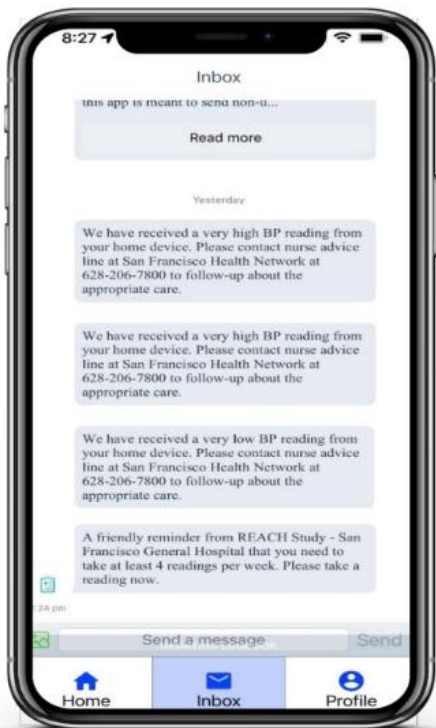 8:27
Inbox
this app is meant to send non-u...
Read more
Yesterday
We have received a very high BP reading from
your home device. Please contact nurse advice
line at San Francisco Health Network at
628-206-7800 to follow-up about the
appropriate care.
We have received a very high BP reading from
your home device. Please contact nurse advice
line at San Francisco Health Network at
628-206-7800 to follow-up about the
appropriate care.
We have received a very low BP reading from
your home device. Please contact nurse advice
line at San Francisco Health Network at
628-206-7800 to follow-up about the
appropriate care.
A friendly reminder from REACH Study - San
Francisco General Hospital that you need to
take at least 4 readings per week. Please take a
reading now.
:24 pm
Send a message Send
Home Inbox Profile